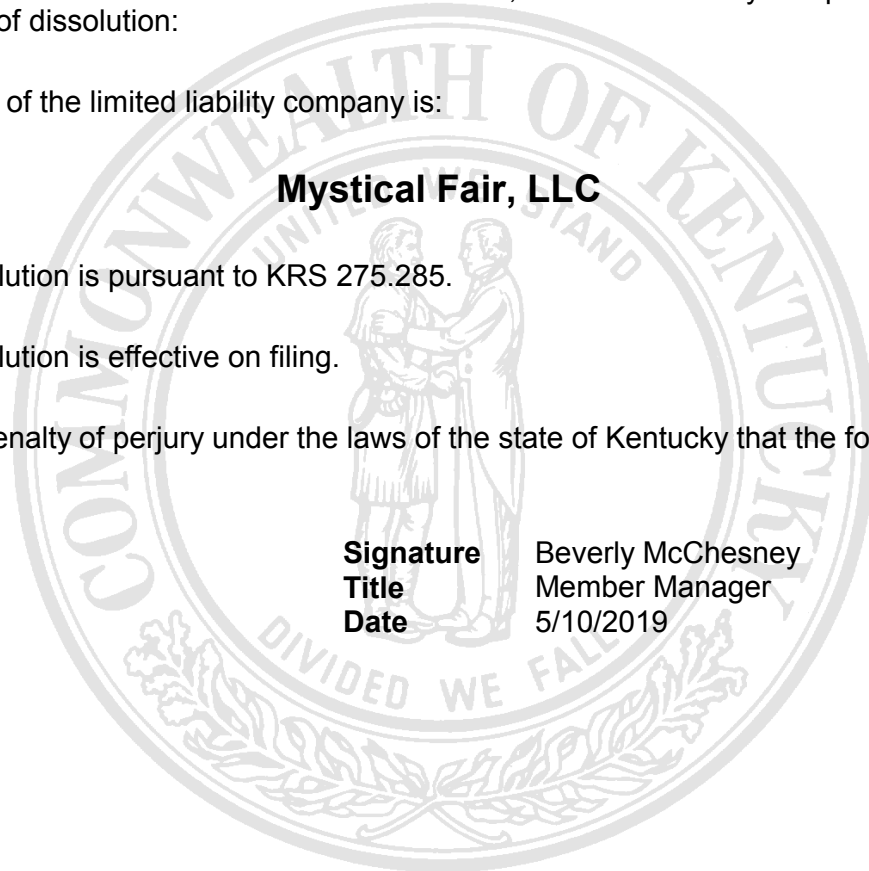 of dissolution:
of the limited liability company is:
Mystical Fair, LLC
lution is pursuant to KRS 275.285.
lution is effective on filing.
enalty of perjury under the laws of the state of Kentucky that the fo
Signature Beverly McChesney
Title Member Manager
Date 5/10/2019
COMMONWEALTH OF KENTUCKY
UNITED WE STAND
DIVIDED WE FALL